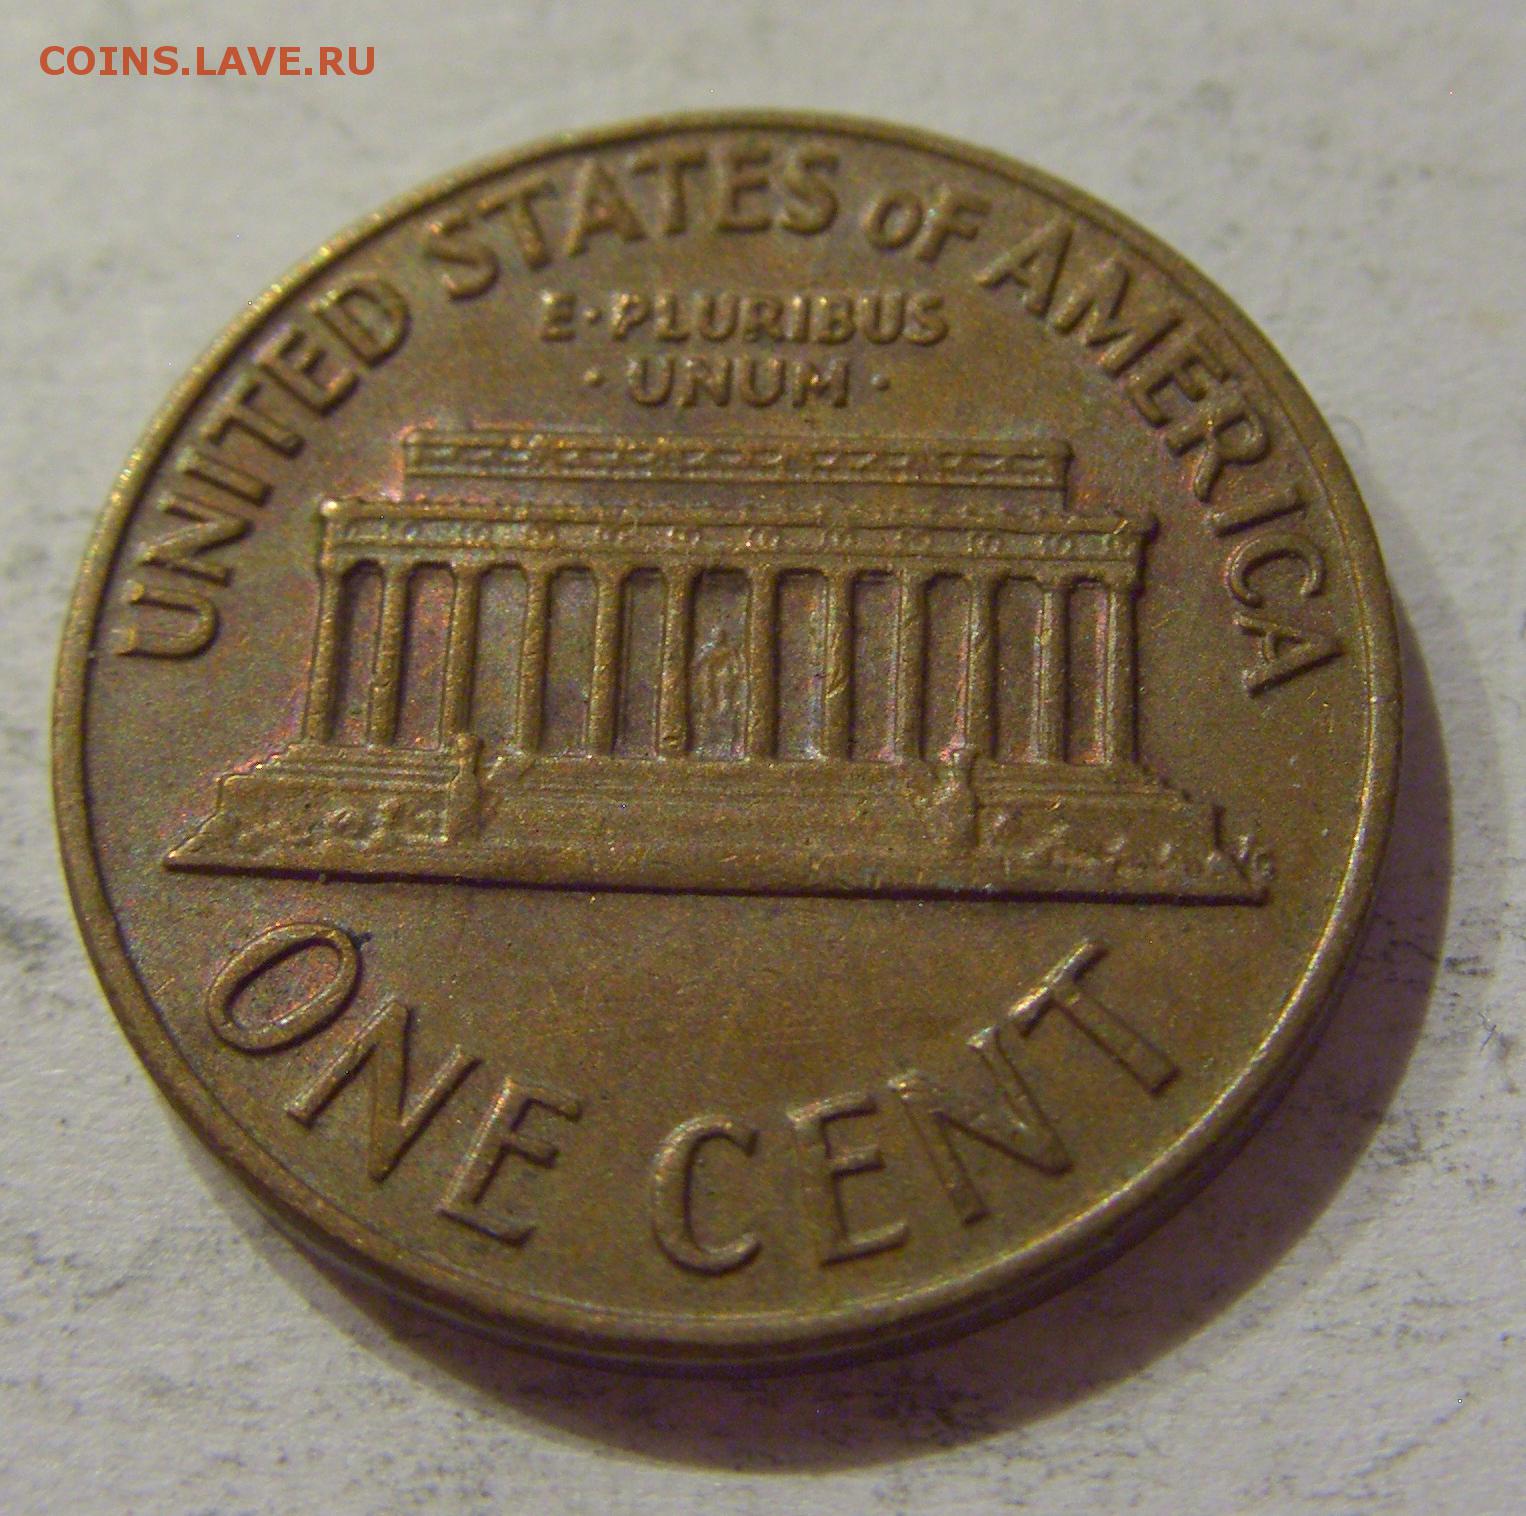 COINS.LAVE.RU
UNITED STATES OF AMERICA
E·PLURIBUS
·UNUM·
ONE CENT